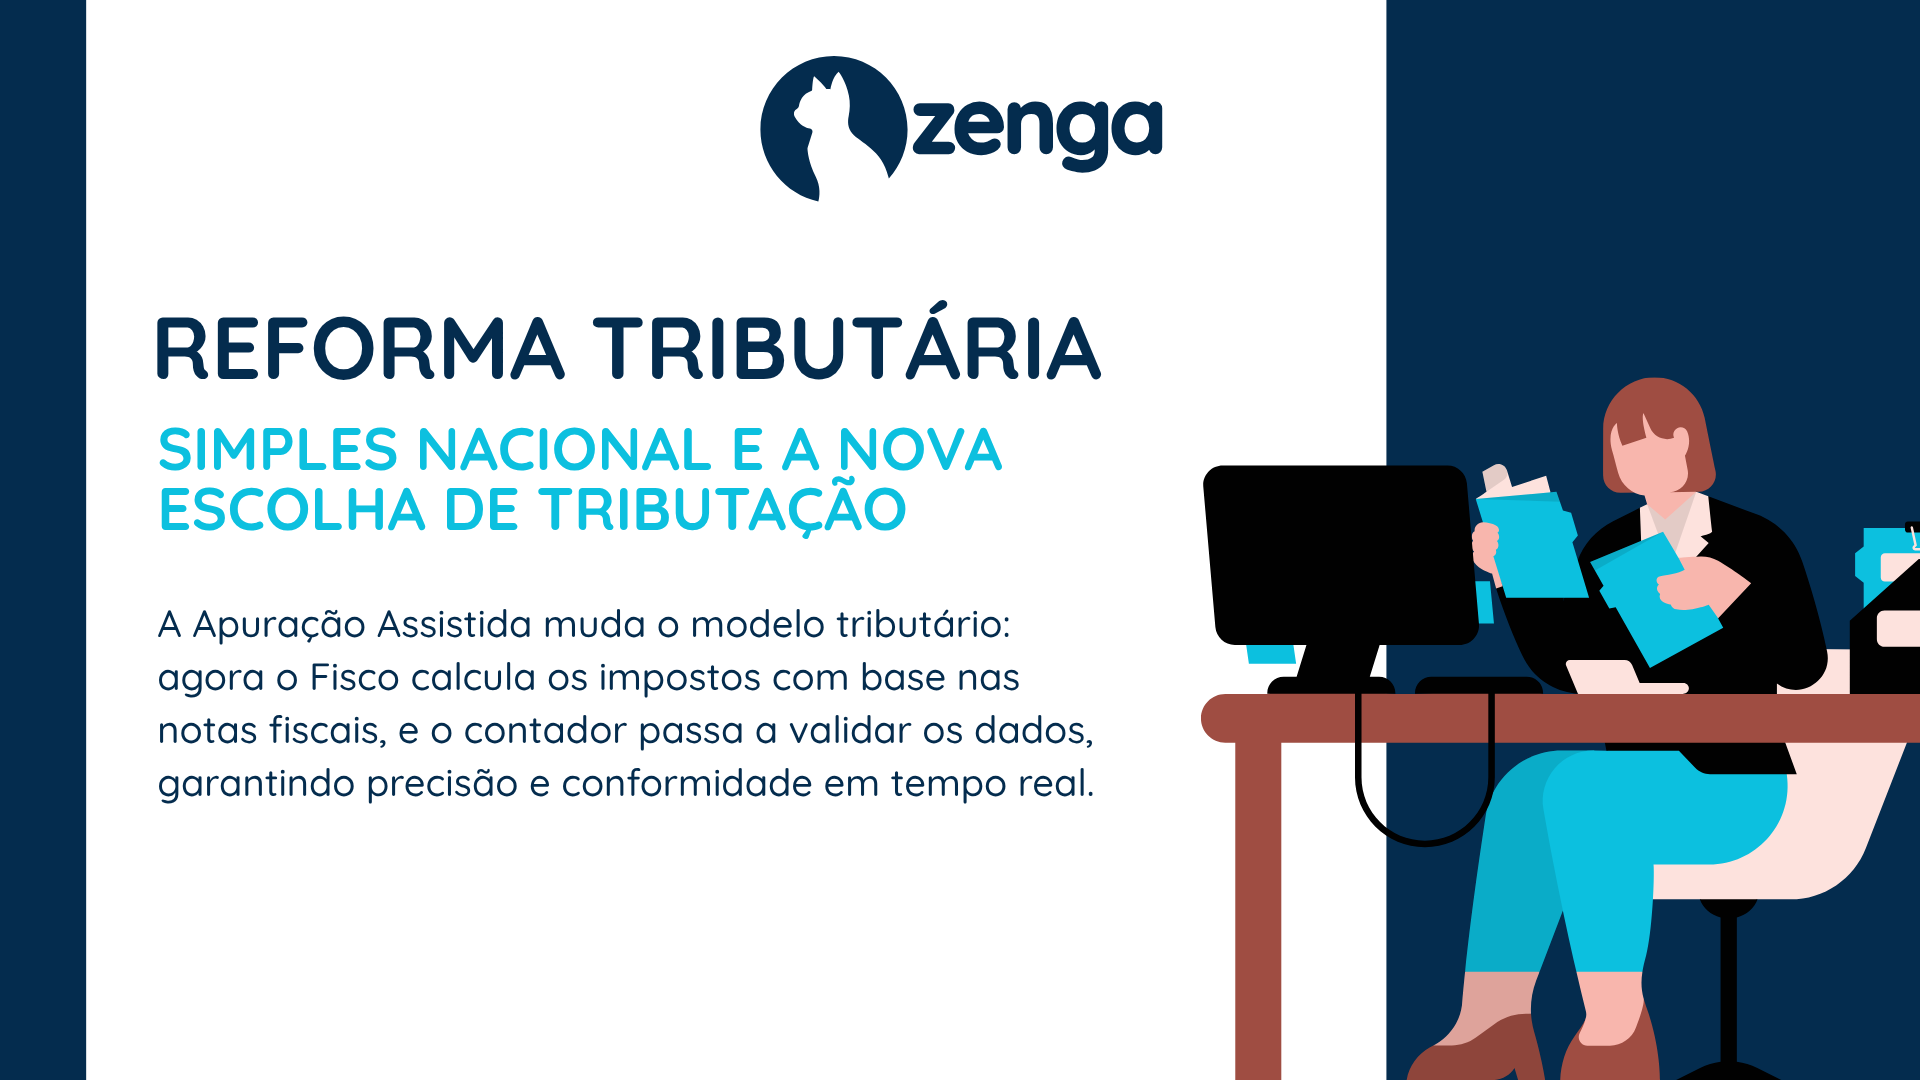 zenga
REFORMA TRIBUTÁRIA
SIMPLES NACIONAL E A NOVA
ESCOLHA DE TRIBUTAÇÃO
A Apuração Assistida muda o modelo tributário:
agora o Fisco calcula os impostos com base nas
notas fiscais, e o contador passa a validar os dados,
garantindo precisão e conformidade em tempo real.